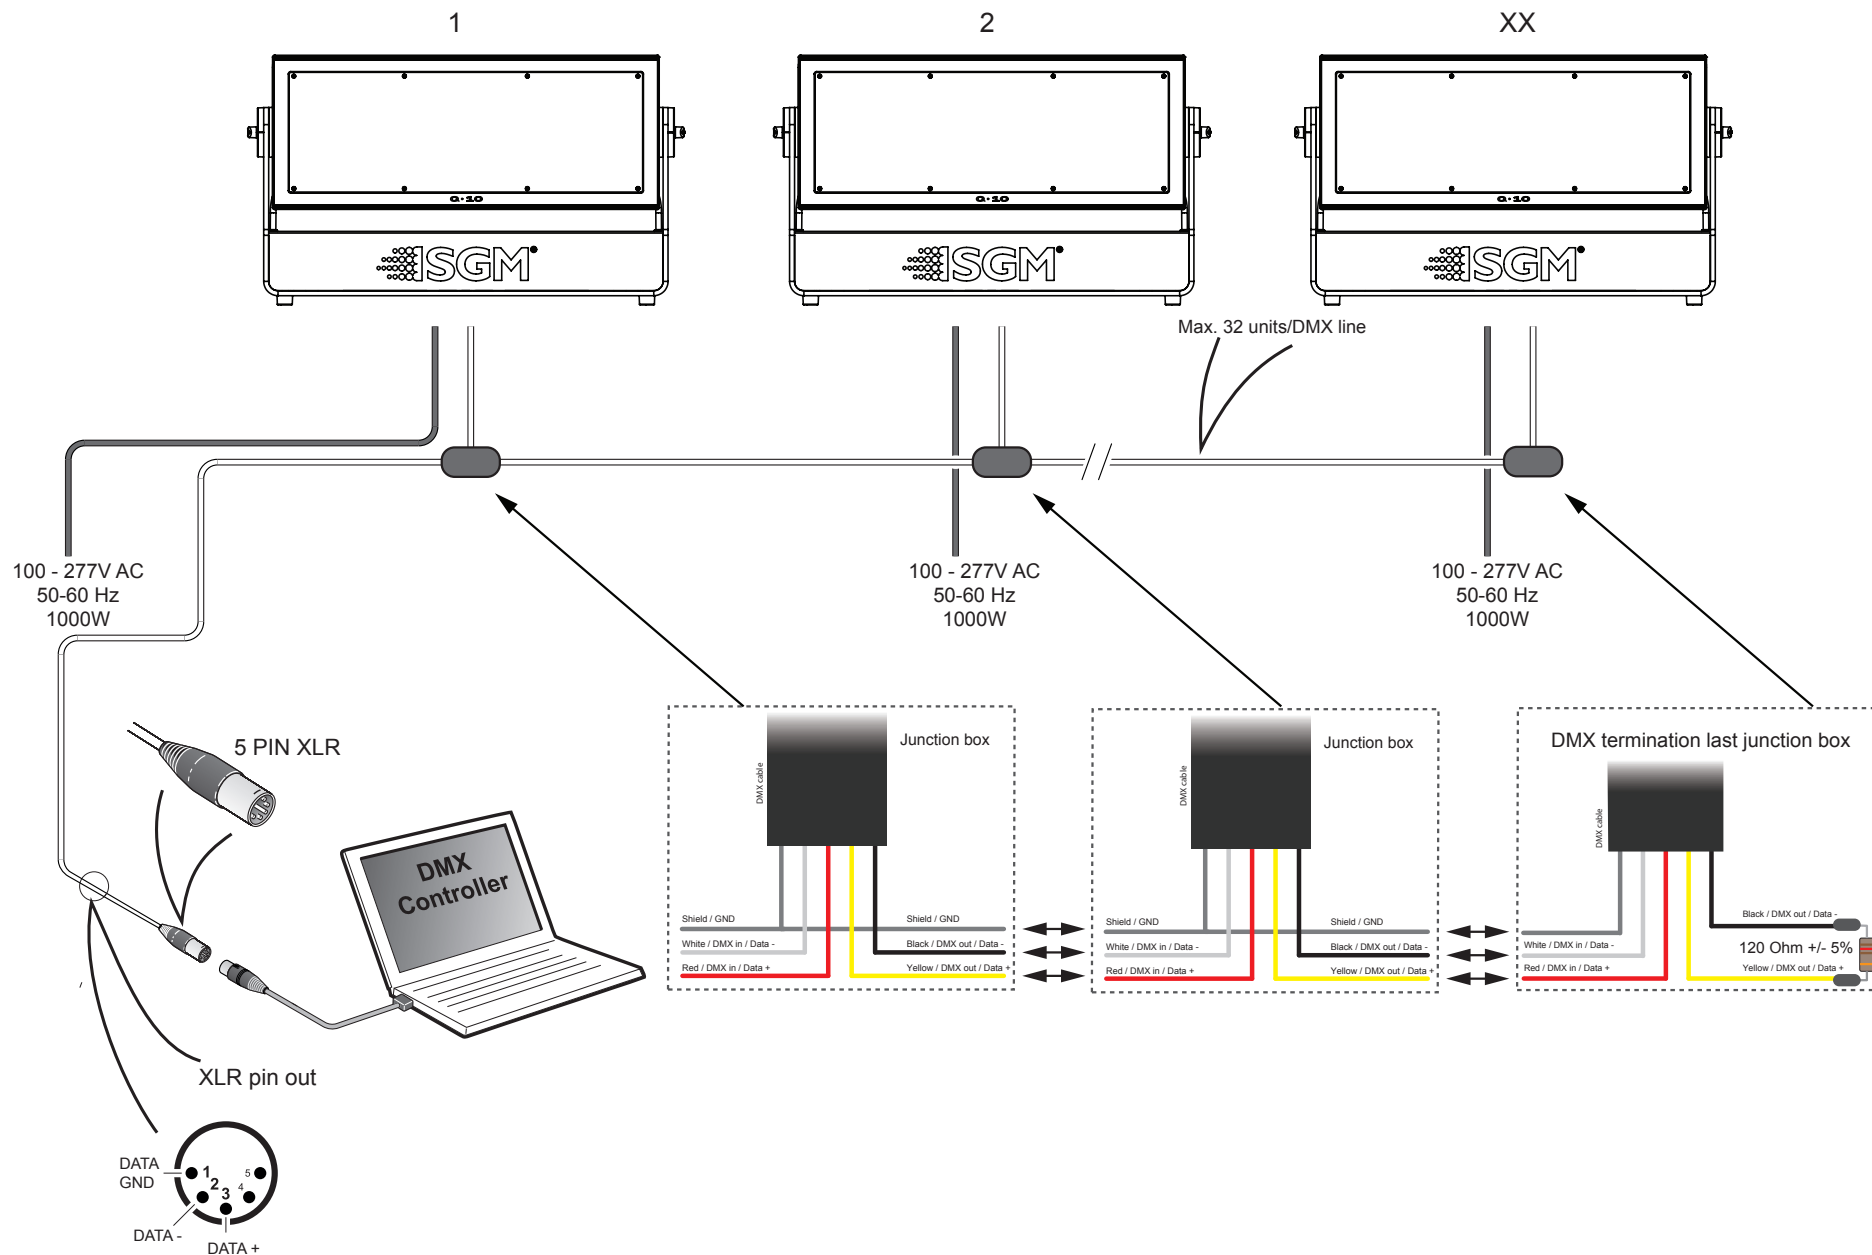 1
2
XX
Q·10
Q·10
Q·10
SGM®
SGM®
SGM®
Max. 32 units/DMX line
100 - 277V AC
50-60 Hz
1000W
100 - 277V AC
50-60 Hz
1000W
100 - 277V AC
50-60 Hz
1000W
5 PIN XLR
DMX
Controller
XLR pin out
DATA
GND
DATA -
DATA +
1
2
3
4
5
Junction box
DMX cable
Shield / GND
Shield / GND
White / DMX in / Data -
Black / DMX out / Data -
Red / DMX in / Data +
Yellow / DMX out / Data +
Junction box
DMX cable
Shield / GND
Shield / GND
White / DMX in / Data -
Black / DMX out / Data -
Red / DMX in / Data +
Yellow / DMX out / Data +
DMX termination last junction box
DMX cable
Black / DMX out / Data -
White / DMX in / Data -
120 Ohm +/- 5%
Red / DMX in / Data +
Yellow / DMX out / Data +